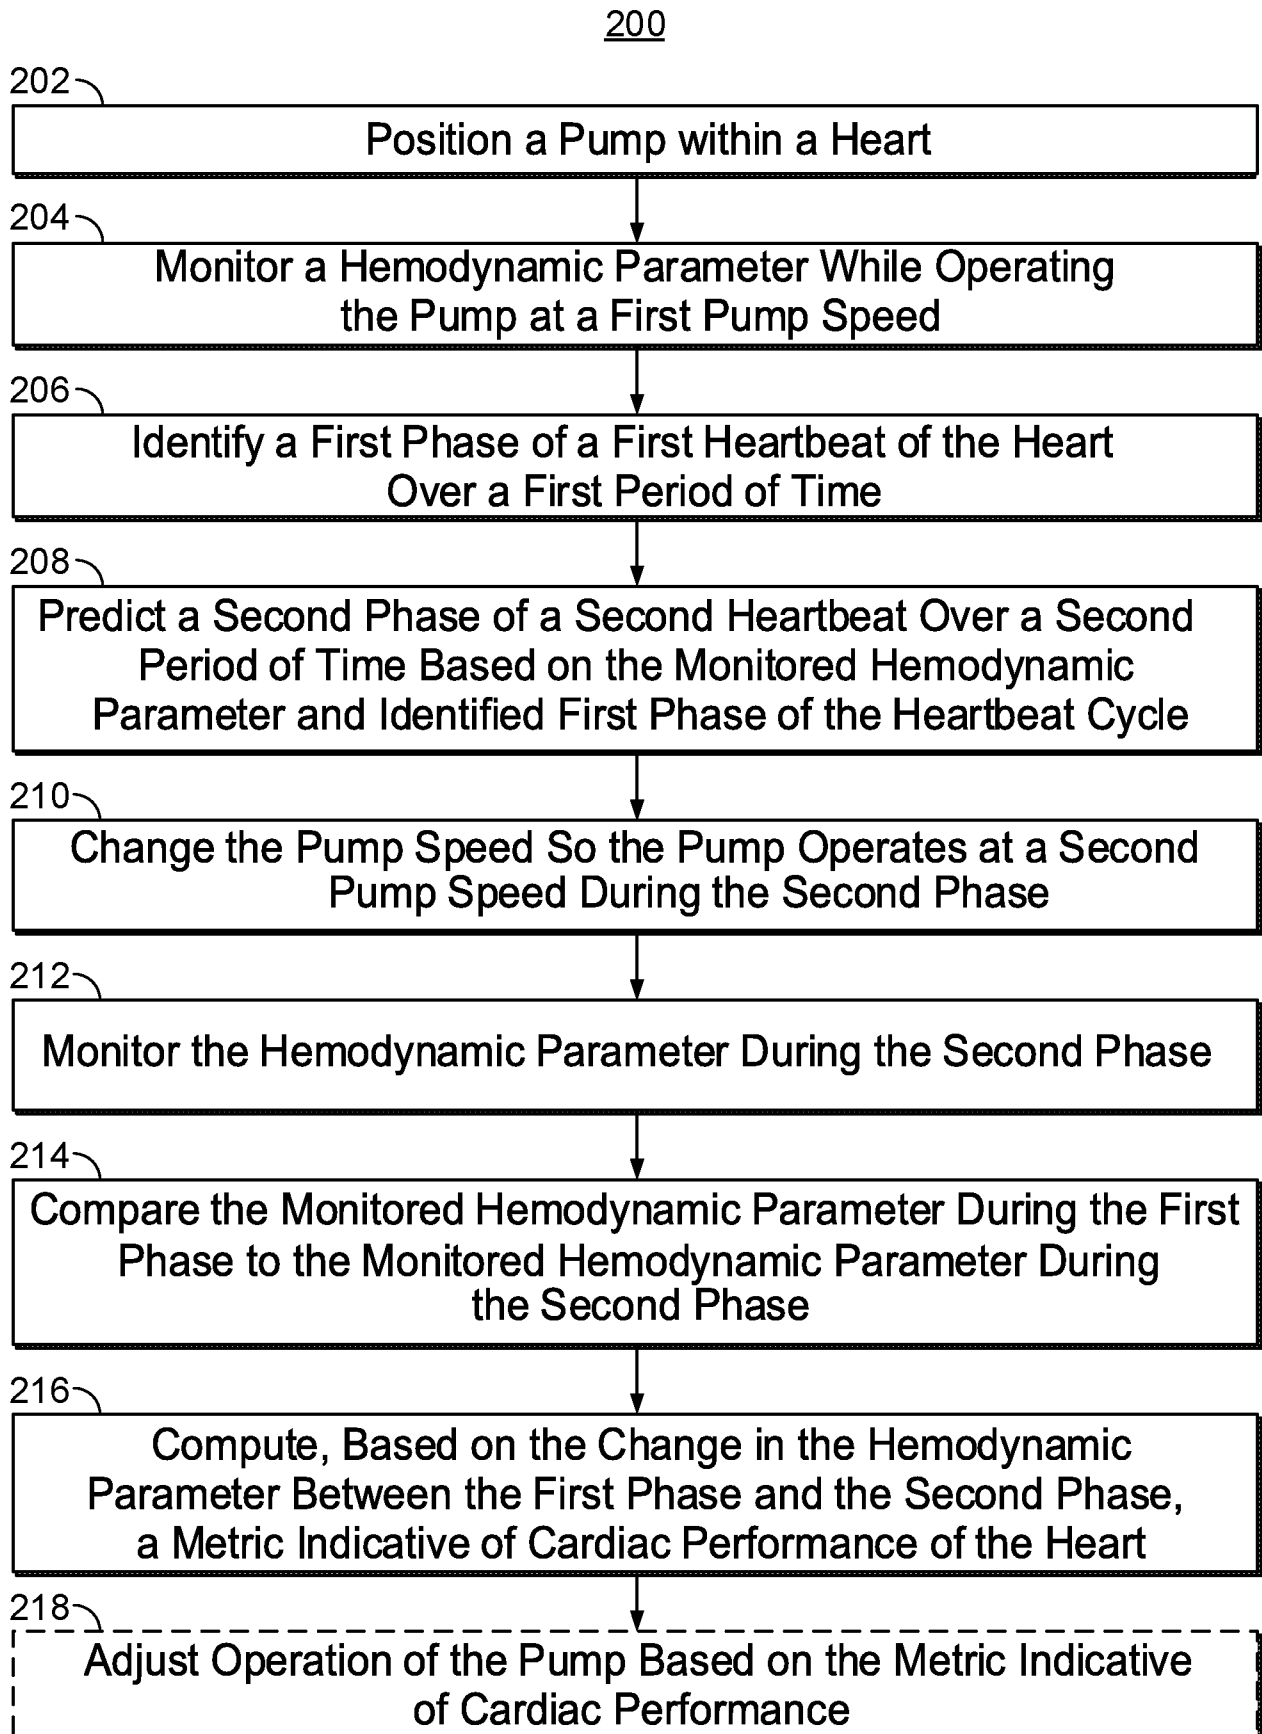 200
202
Position a Pump within a Heart
204
Monitor a Hemodynamic Parameter While Operating
the Pump at a First Pump Speed
206
Identify a First Phase of a First Heartbeat of the Heart
Over a First Period of Time
208
Predict a Second Phase of a Second Heartbeat Over a Second
Period of Time Based on the Monitored Hemodynamic
Parameter and Identified First Phase of the Heartbeat Cycle
210
Change the Pump Speed So the Pump Operates at a Second
Pump Speed During the Second Phase
212
Monitor the Hemodynamic Parameter During the Second Phase
214
Compare the Monitored Hemodynamic Parameter During the First
Phase to the Monitored Hemodynamic Parameter During
the Second Phase
216
Compute, Based on the Change in the Hemodynamic
Parameter Between the First Phase and the Second Phase,
a Metric Indicative of Cardiac Performance of the Heart
218
Adjust Operation of the Pump Based on the Metric Indicative
of Cardiac Performance